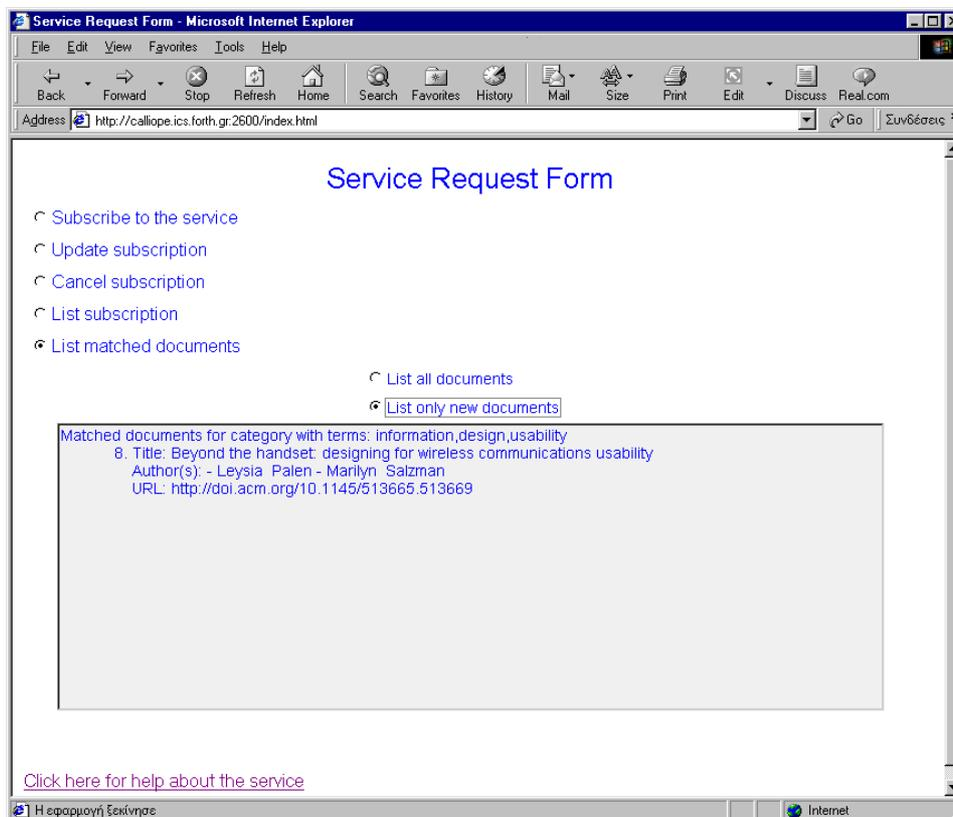 Service Request Form - Microsoft Internet Explorer
File Edit View Favorites Tools Help
Back Forward Stop Refresh Home Search Favorites History Mail Size Print Edit Discuss Real.com
Address http://calliope.ics.forth.gr:2600/index.html Go Συνδέσεις
Service Request Form
Subscribe to the service
Update subscription
Cancel subscription
List subscription
List matched documents
List all documents
List only new documents
Matched documents for category with terms: information,design,usability
8. Title: Beyond the handset: designing for wireless communications usability
Author(s): - Leysia Palen - Marilyn Salzman
URL: http://doi.acm.org/10.1145/513665.513669
Click here for help about the service
Η εφαρμογή ξεκίνησε Internet